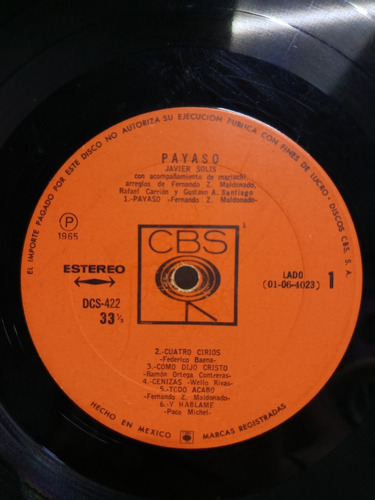 EL IMPORTE PAGADO POR ESTE DISCO NO AUTORIZA SU EJECUCION PUBLICA CON FINES DE LUCRO · DISCOS CBS, S. A.
PAYASO
JAVIER SOLIS
con acompañamiento de mariachi,
arreglos de Fernando Z. Maldonado,
Rafael Carrión y Gustavo A. Santiago
1.-PAYASO -Fernando Z. Maldonado-
P
1965
CBS
ESTEREO
DCS-422
33 ⅓
LADO
(01-06-4023) 1
2.-CUATRO CIRIOS
-Federico Baena-
3.-COMO DIJO CRISTO
-Ramón Ortega Contreras-
4.-CENIZAS -Wello Rivas-
5.-TODO ACABO
-Fernando Z. Maldonado-
6.-Y HABLAME
-Paco Michel-
HECHO EN MEXICO MARCAS REGISTRADAS